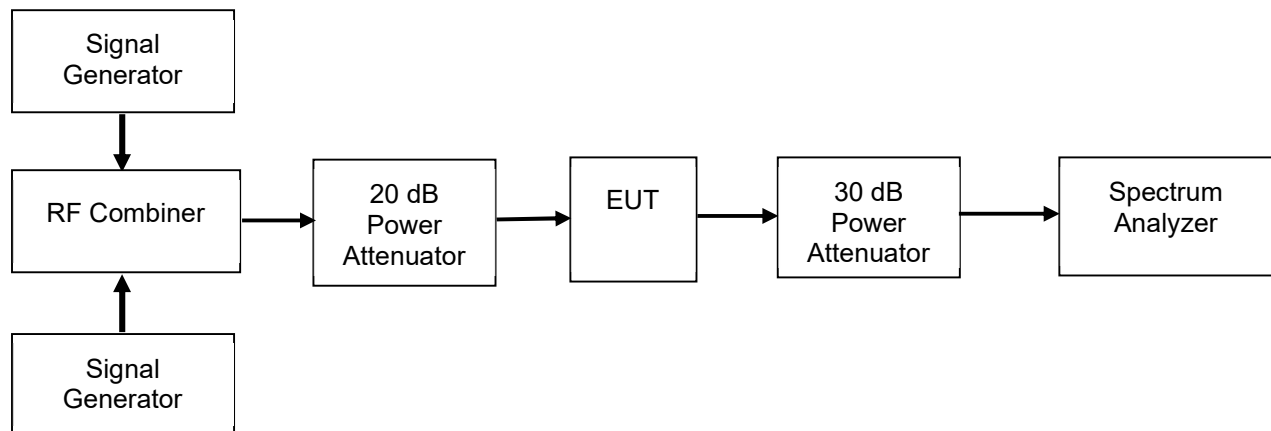 Signal
Generator
RF Combiner
20 dB
Power
Attenuator
EUT
30 dB
Power
Attenuator
Spectrum
Analyzer
Signal
Generator